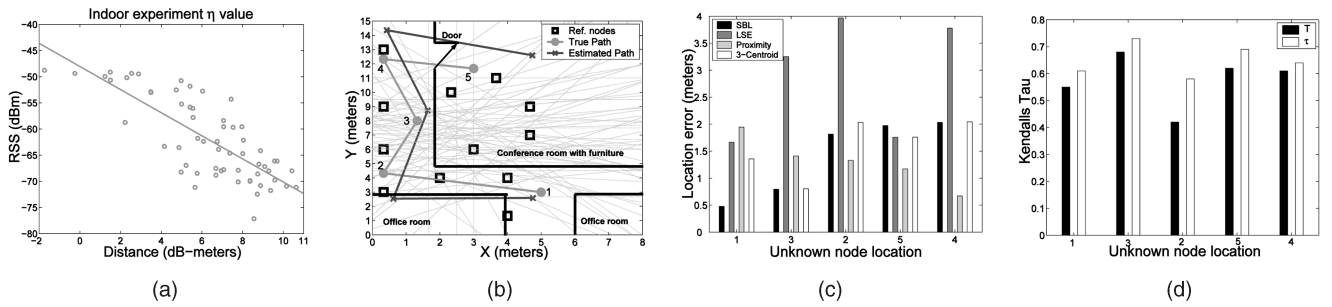 Indoor experiment η value
RSS (dBm)
−40
−45
−50
−55
−60
−65
−70
−75
−80
−2
0
2
4
6
8
10
11
Distance (dB−meters)
(a)
15
14
13
12
11
10
9
8
7
6
5
4
3
2
1
0
Y (meters)
Door
Ref. nodes
True Path
Estimated Path
4
5
3
2
1
Conference room with furniture
Office room
Office room
0 1 2 3 4 5 6 7 8
X (meters)
(b)
Location error (meters)
4
3.5
3
2.5
2
1.5
1
0.5
0
SBL
LSE
Proximity
3-Centroid
1 3 2 5 4
Unknown node location
(c)
Kendalls Tau
0.8
0.7
0.6
0.5
0.4
0.3
0.2
0.1
0
T
τ
1 3 2 5 4
Unknown node location
(d)